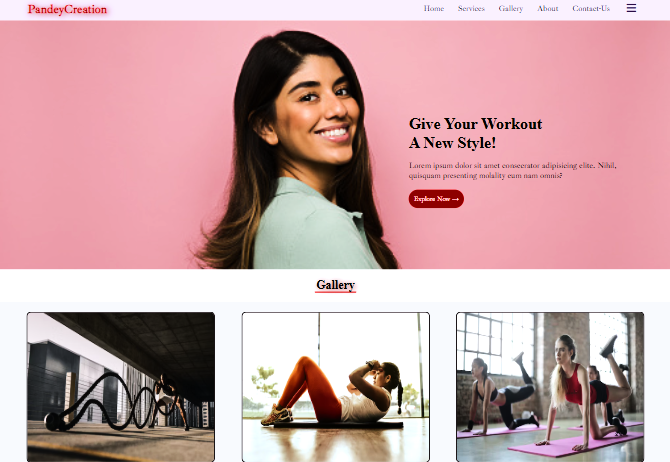 PandeyCreation
Home Services Gallery About Contact-Us
Give Your Workout
A New Style!
Lorem ipsum dolor sit amet consecrator adipisicing elite. Nihil,
quisquam presenting molality eum nam omnis?
Explore Now →
Gallery